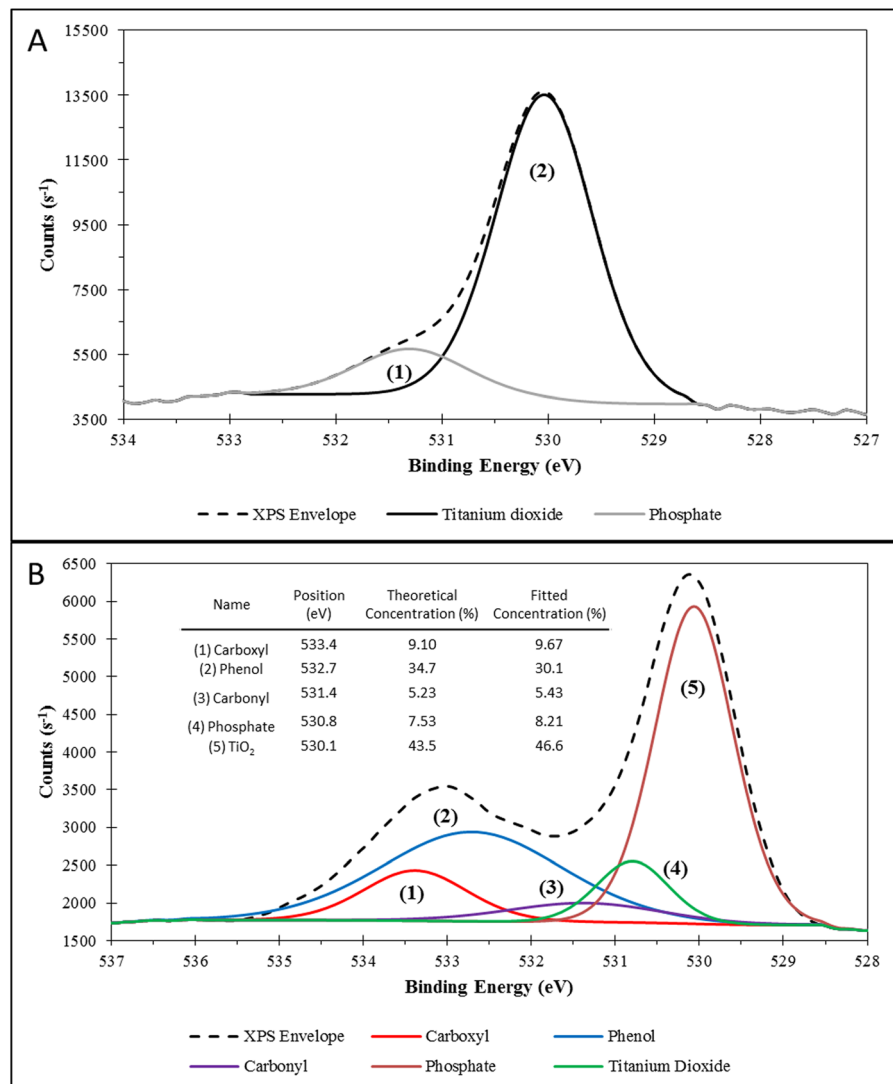 A
15500
13500
11500
9500
7500
5500
3500
Counts (s-1)
(2)
(1)
534 533 532 531 530 529 528 527
Binding Energy (eV)
XPS Envelope Titanium dioxide Phosphate
B
6500
6000
5500
5000
4500
4000
3500
3000
2500
2000
1500
Counts (s-1)
Name Position (eV) Theoretical Concentration (%) Fitted Concentration (%)
(1) Carboxyl 533.4 9.10 9.67
(2) Phenol 532.7 34.7 30.1
(3) Carbonyl 531.4 5.23 5.43
(4) Phosphate 530.8 7.53 8.21
(5) TiO2 530.1 43.5 46.6
(5)
(2)
(1)
(3)
(4)
537 536 535 534 533 532 531 530 529 528
Binding Energy (eV)
XPS Envelope Carboxyl Phenol
Carbonyl Phosphate Titanium Dioxide